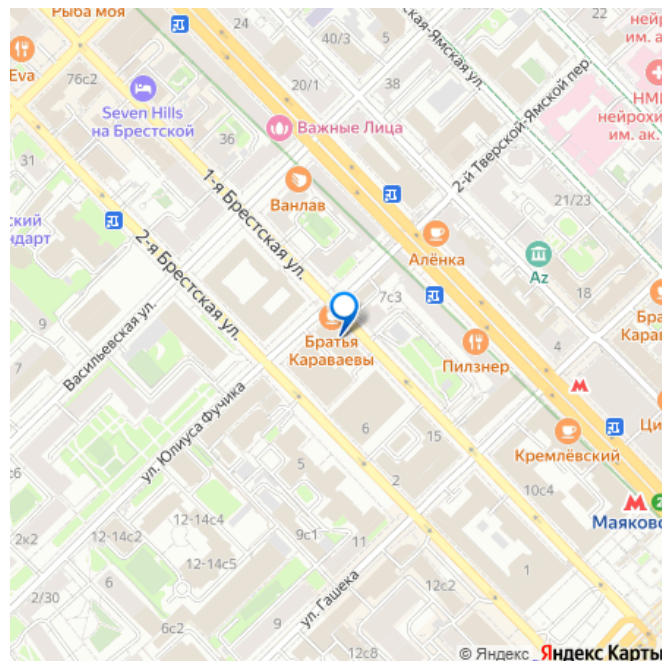 Рыба моя
24
40/3
22
ская-Ямская ул.
ней
им. а
Eva
76с2
20/1
38
Seven Hills
на Брестской
Важные Лица
2-й Тверской-Ямской пер.
НМ
нейрохи
им. ак.
36
31
1-я Брестская ул.
Ванлав
21/23
ский
ндарт
2-я Брестская ул.
Алёнка
Az
7с3
18
9
Васильевская ул.
Братья
Караваевы
Бра
Карав
7
Пилзнер
4
ул. Юлиуса Фучика
6
15
Ци
Кремлёвский
5
2
с6
10с4
12-14с4
2
Маяковс
9с1
2к2
12-14с2
11
12-14с5
6
1
2/30
ул. Гашека
12с2
9
6с2
12с8
© Яндекс Яндекс Карты